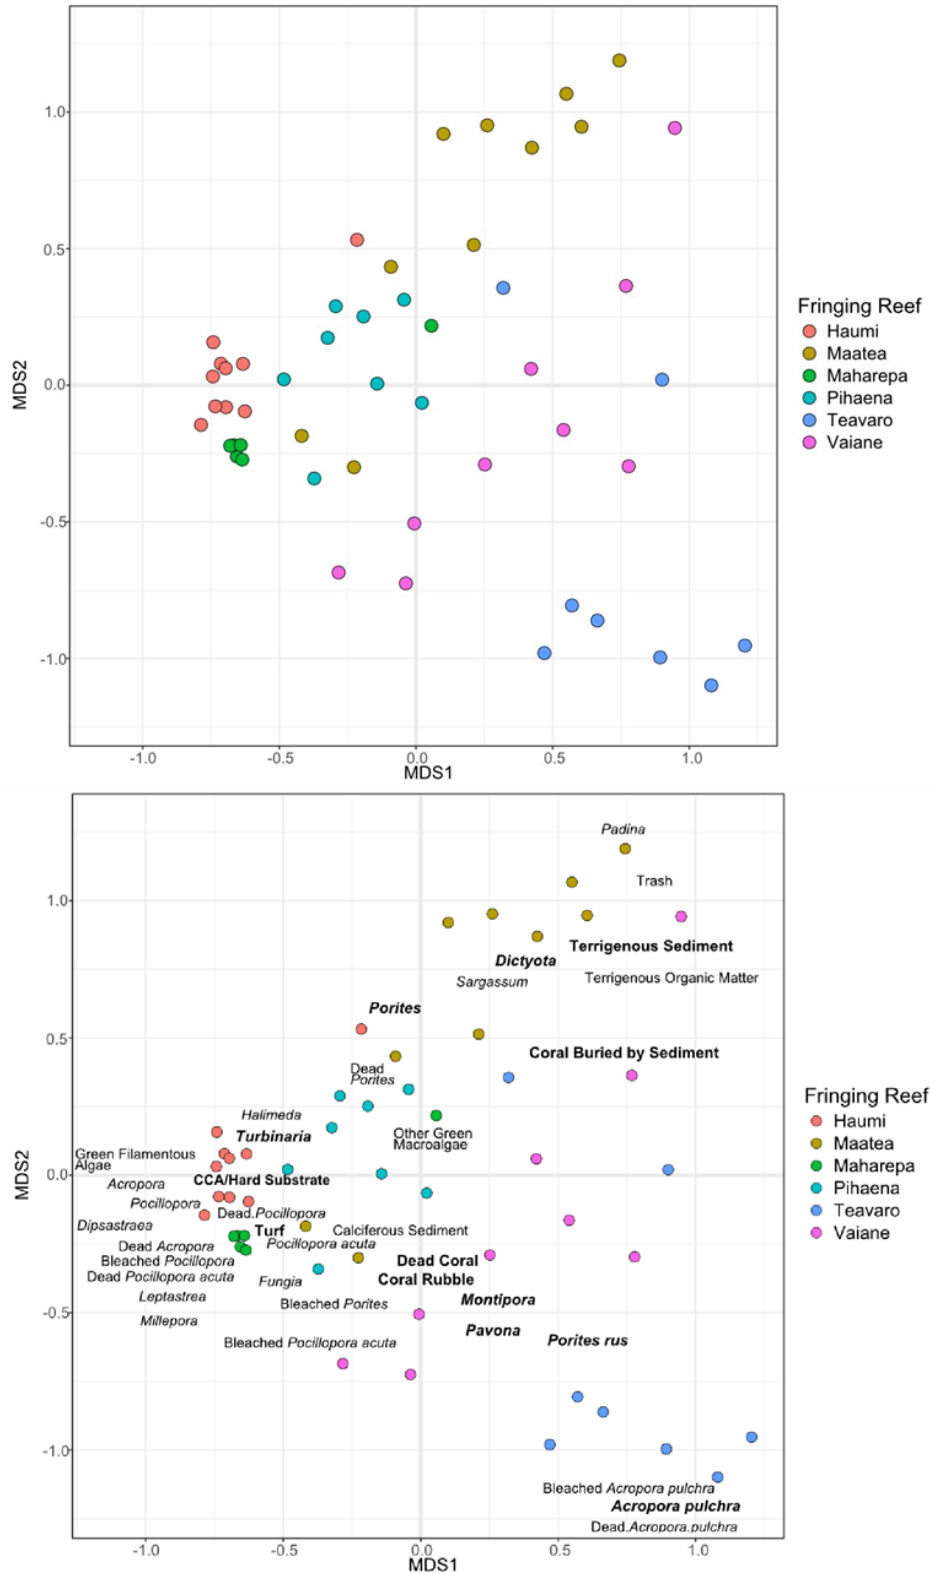 1.0
0.5
0.0
-0.5
-1.0
MDS2
-1.0
-0.5
0.0
0.5
1.0
MDS1
Fringing Reef
Haumi
Maatea
Maharepa
Pihaena
Teavaro
Vaiane
Padina
Trash
1.0
Terrigenous Sediment
Dictyota
Sargassum
Terrigenous Organic Matter
Porites
0.5
Coral Buried by Sediment
Dead
Porites
Halimeda
Turbinaria
Other Green
Macroalgae
Green Filamentous
Algae
0.0
CCA/Hard Substrate
Acropora
Pocillopora
Dead.Pocillopora
Dipsastraea
Turf
Calciferous Sediment
Dead Acropora
Pocillopora acuta
Bleached Pocillopora
Dead Coral
Dead Pocillopora acuta
Fungia
Coral Rubble
Leptastrea
Bleached Porites
Montipora
-0.5
Millepora
Pavona
Porites rus
Bleached Pocillopora acuta
-1.0
Bleached Acropora pulchra
Acropora pulchra
Dead.Acropora.pulchra
MDS2
-1.0
-0.5
0.0
0.5
1.0
MDS1
Fringing Reef
Haumi
Maatea
Maharepa
Pihaena
Teavaro
Vaiane